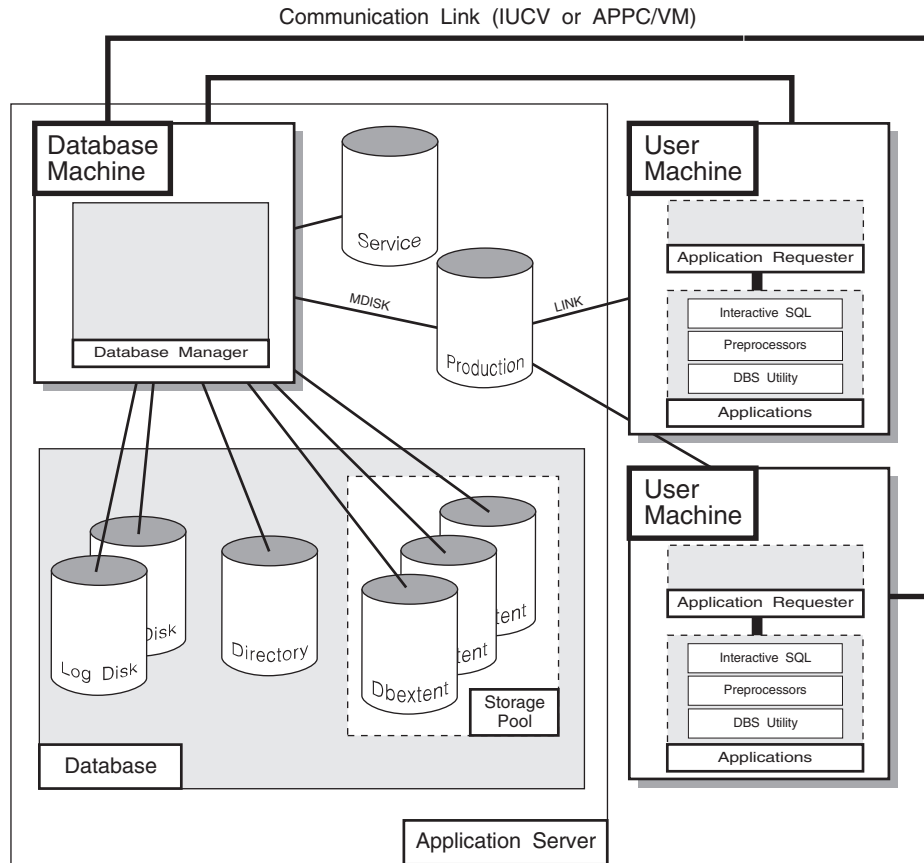 Communication Link (IUCV or APPC/VM)
Database
Machine
Database Manager
Service
MDISK
Production
LINK
User
Machine
Application Requester
Interactive SQL
Preprocessors
DBS Utility
Applications
User
Machine
Application Requester
Interactive SQL
Preprocessors
DBS Utility
Applications
Log Disk
Disk
Directory
Dbextent
tent
tent
Storage
Pool
Database
Application Server